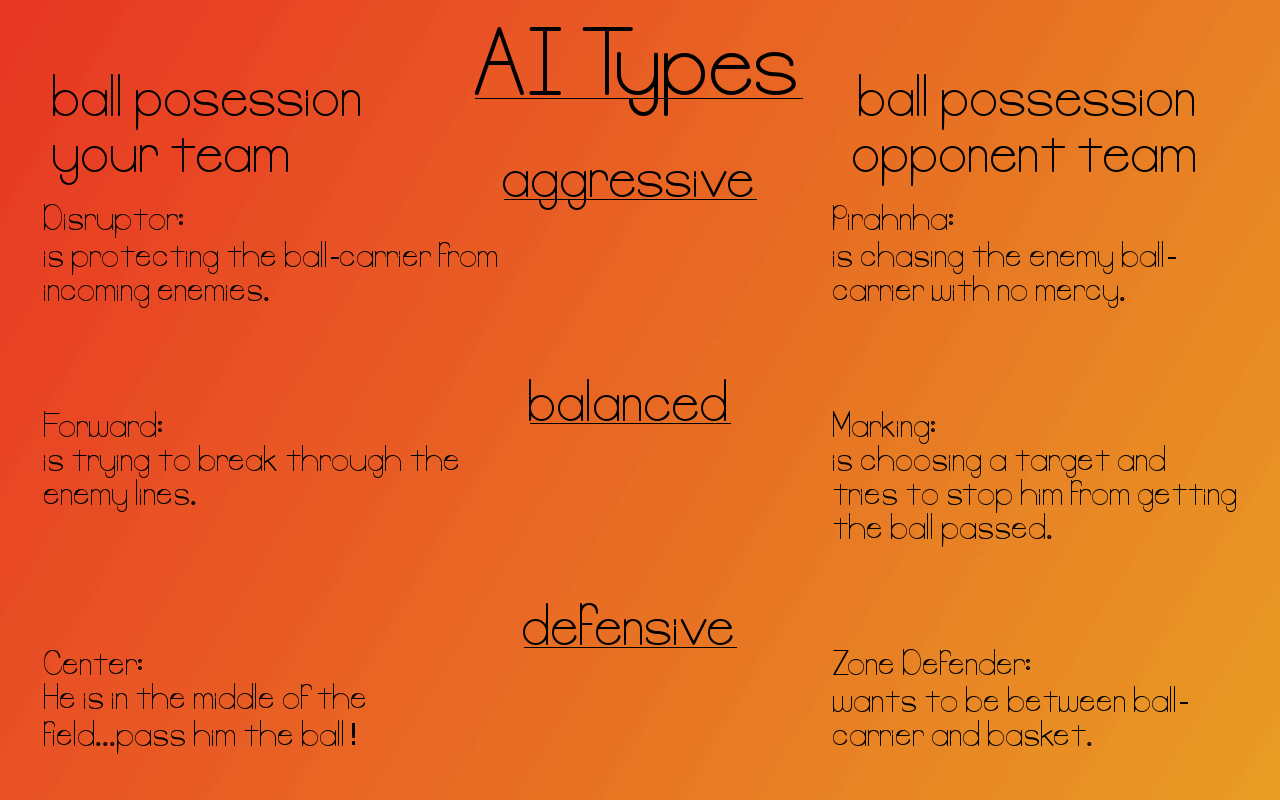 AI Types
ball posession
your team
ball possession
opponent team
aggressive
Disruptor:
is protecting the ball-carrier from
incoming enemies.
Pirahnha:
is chasing the enemy ball-
carrier with no mercy.
balanced
Forward:
is trying to break through the
enemy lines.
Marking:
is choosing a target and
tries to stop him from getting
the ball passed.
defensive
Center:
He is in the middle of the
field...pass him the ball!
Zone Defender:
wants to be between ball-
carrier and basket.